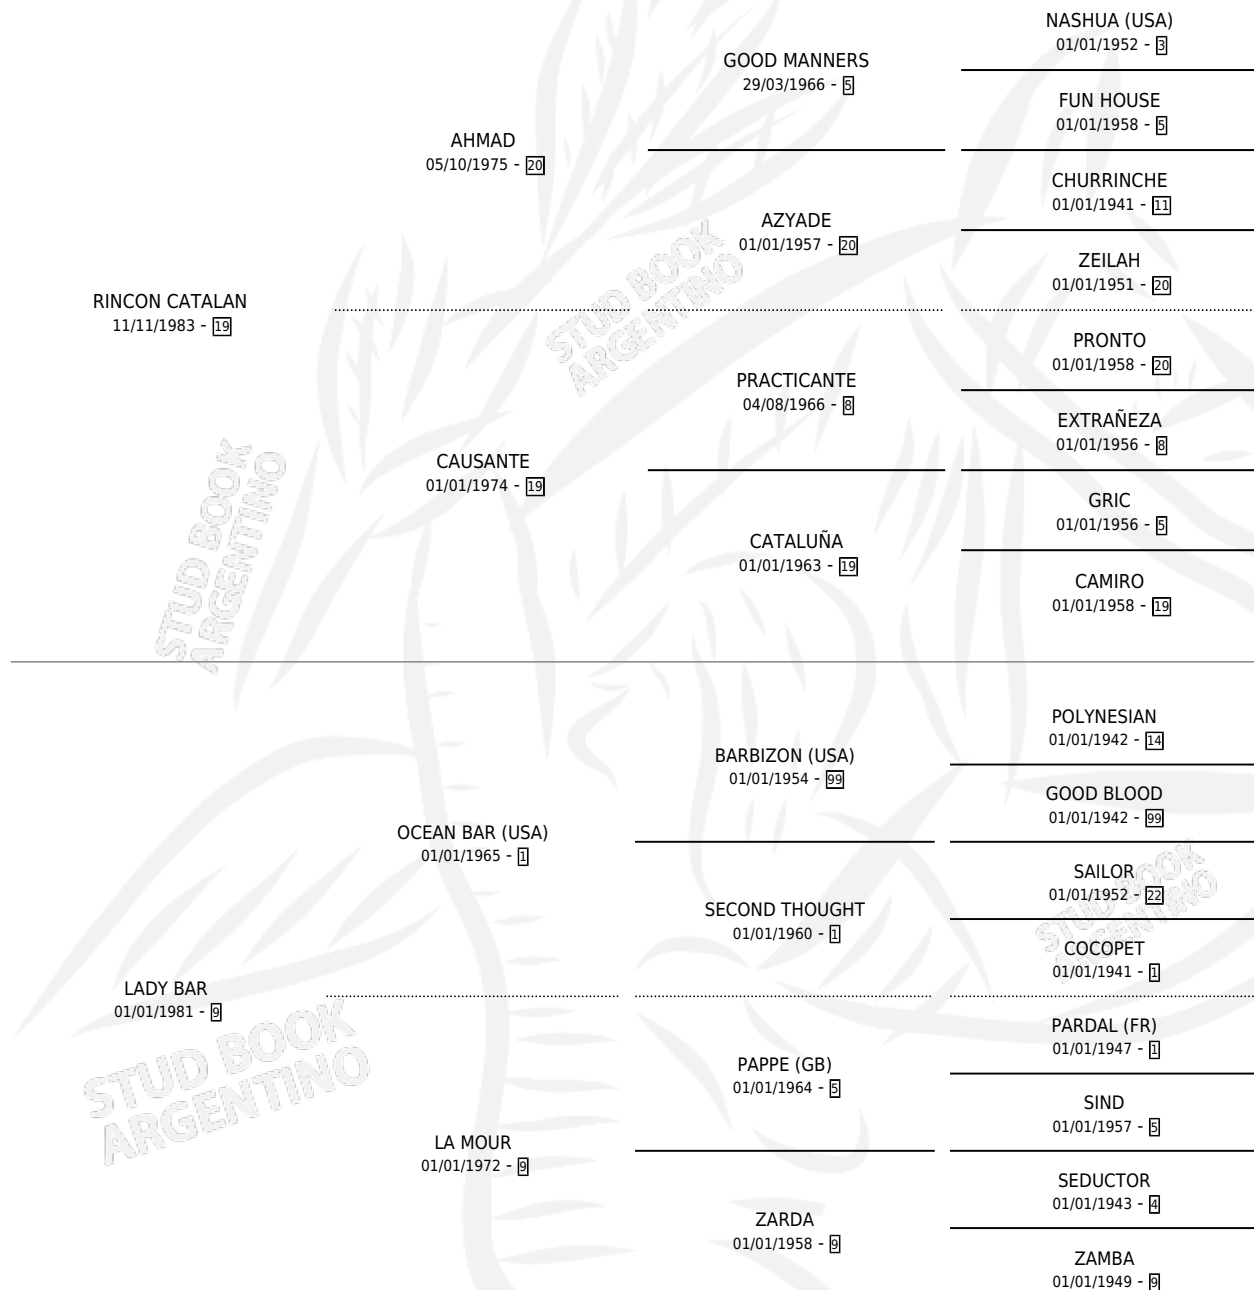 NASHUA (USA)
01/01/1952 - 3
GOOD MANNERS
29/03/1966 - 5
FUN HOUSE
01/01/1958 - 5
AHMAD
05/10/1975 - 20
CHURRINCHE
01/01/1941 - 11
AZYADE
01/01/1957 - 20
ZEILAH
01/01/1951 - 20
RINCON CATALAN
11/11/1983 - 19
PRONTO
01/01/1958 - 20
PRACTICANTE
04/08/1966 - 8
EXTRAÑEZA
01/01/1956 - 8
CAUSANTE
01/01/1974 - 19
GRIC
01/01/1956 - 5
CATALUÑA
01/01/1963 - 19
CAMIRO
01/01/1958 - 19
STUD BOOK
ARGENTINO
STUD BOOK
ARGENTINO
POLYNESIAN
01/01/1942 - 14
BARBIZON (USA)
01/01/1954 - 99
GOOD BLOOD
01/01/1942 - 99
OCEAN BAR (USA)
01/01/1965 - 1
SAILOR
01/01/1952 - 22
SECOND THOUGHT
01/01/1960 - 1
COCOPET
01/01/1941 - 1
STUD BOOK
ARGENTINO
LADY BAR
01/01/1981 - 9
PARDAL (FR)
01/01/1947 - 1
PAPPE (GB)
01/01/1964 - 5
SIND
01/01/1957 - 5
STUD BOOK
ARGENTINO
LA MOUR
01/01/1972 - 9
SEDUCTOR
01/01/1943 - 4
ZARDA
01/01/1958 - 9
ZAMBA
01/01/1949 - 9